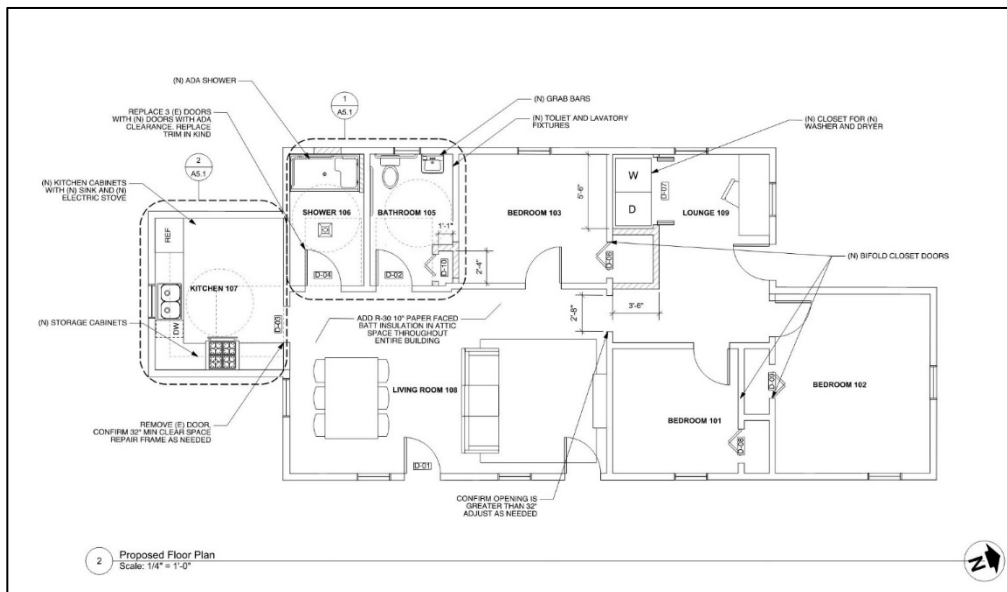 (N) ADA SHOWER
REPLACE 3 (E) DOORS
WITH (N) DOORS WITH ADA
CLEARANCE. REPLACE
TRIM IN KIND
1
A5.1
(N) GRAB BARS
(N) TOLIET AND LAVATORY
FIXTURES
(N) CLOSET FOR (N)
WASHER AND DRYER
2
A5.1
(N) KITCHEN CABINETS
WITH (N) SINK AND (N)
ELECTRIC STOVE
W
D
D-07
5'-6"
SHOWER 106
BATHROOM 105
BEDROOM 103
LOUNGE 109
1'-1"
REF
D-06
(N) BIFOLD CLOSET DOORS
2'-4"
D-10
D-04
D-02
KITCHEN 107
3'-6"
2'-8"
(N) STORAGE CABINETS
DW
D-03
ADD R-30 10" PAPER FACED
BATT INSULATION IN ATTIC
SPACE THROUGHOUT
ENTIRE BUILDING
LIVING ROOM 108
D-09
BEDROOM 102
BEDROOM 101
REMOVE (E) DOOR.
CONFIRM 32" MIN CLEAR SPACE
REPAIR FRAME AS NEEDED
D-08
D-01
CONFIRM OPENING IS
GREATER THAN 32"
ADJUST AS NEEDED
2
Proposed Floor Plan
Scale: 1/4" = 1'-0"
N